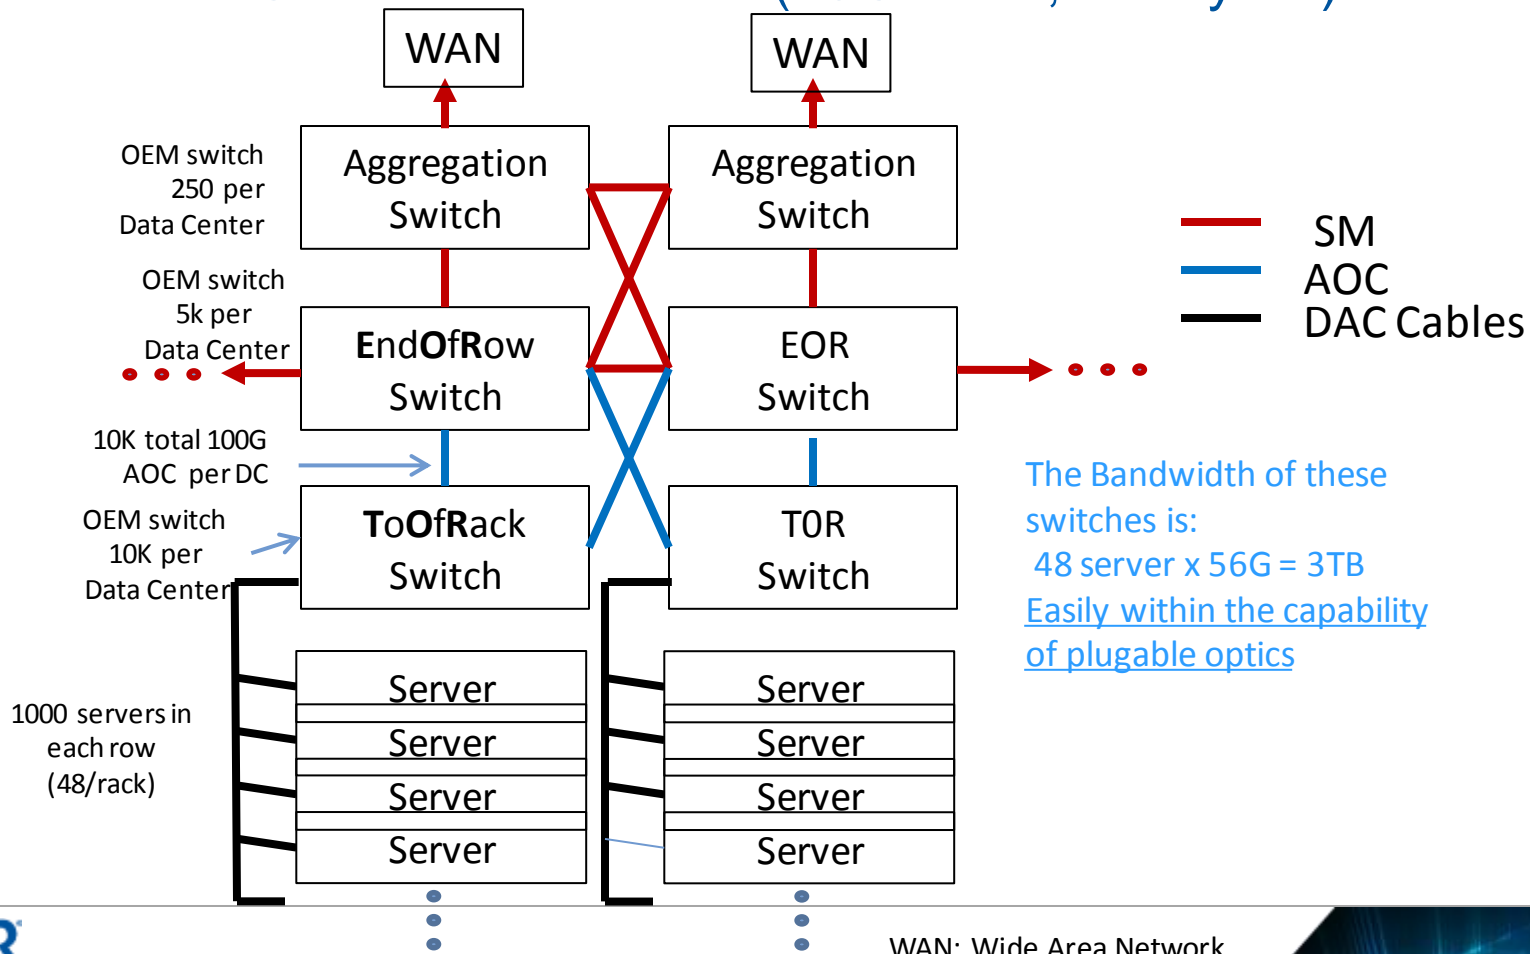 WAN
WAN
OEM switch
250 per
Data Center
Aggregation
Switch
Aggregation
Switch
SM
AOC
DAC Cables
OEM switch
5k per
Data Center
EndOfRow
Switch
EOR
Switch
10K total 100G
AOC per DC
OEM switch
10K per
Data Center
ToOfRack
Switch
T0R
Switch
The Bandwidth of these
switches is:
48 server x 56G = 3TB
Easily within the capability
of plugable optics
1000 servers in
each row
(48/rack)
Server
Server
Server
Server
Server
Server
Server
Server
WAN: Wide Area Network